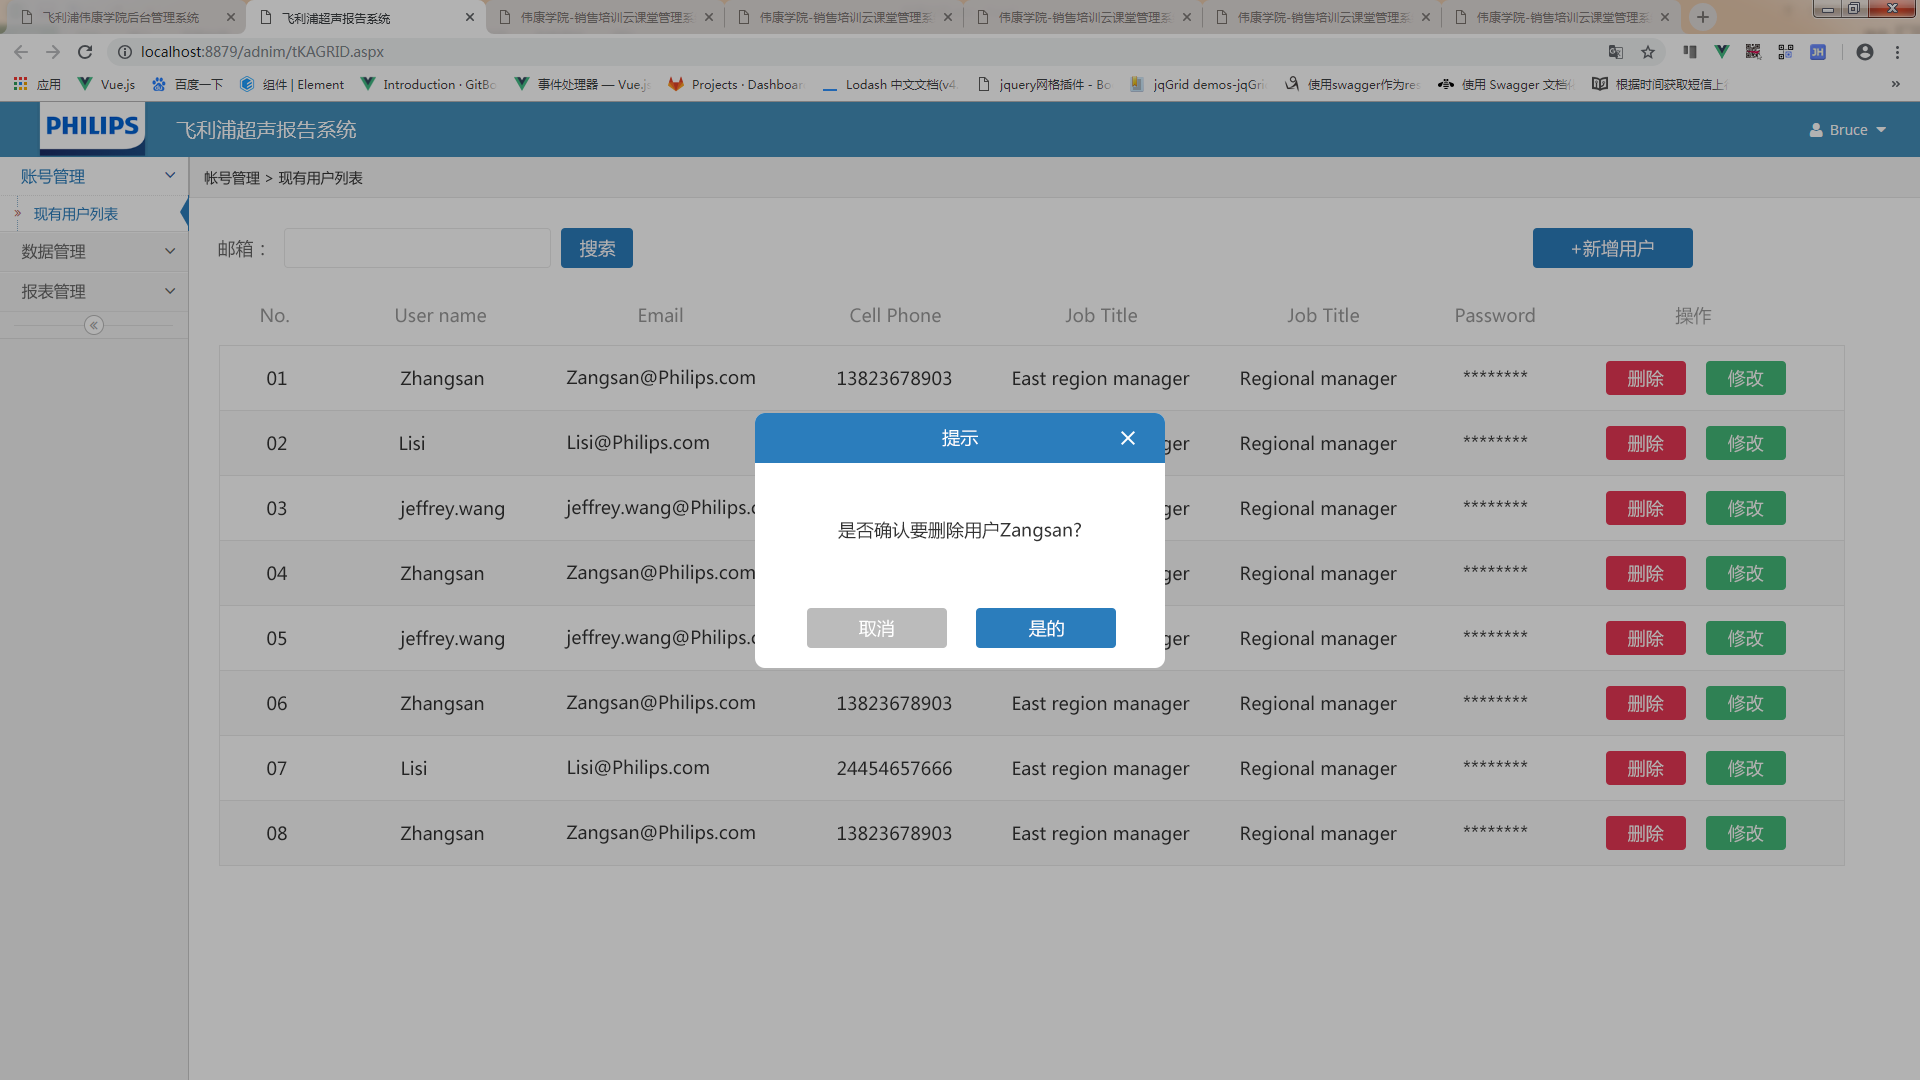 飞利浦伟康学院后台管理系统
飞利浦超声报告系统
伟康学院-销售培训云课堂管理系
伟康学院-销售培训云课堂管理系
伟康学院-销售培训云课堂管理系
伟康学院-销售培训云课堂管理系
伟康学院-销售培训云课堂管理系
localhost:8879/adnim/tKAGRID.aspx
JH
应用
Vue.js
百度一下
组件 | Element
Introduction · GitBo
事件处理器 — Vue.js
Projects · Dashboar
Lodash 中文文档(v4.
jquery网格插件 - Bo
jqGrid demos-jqGri
使用swagger作为res
使用 Swagger 文档化
根据时间获取短信上
PHILIPS
飞利浦超声报告系统
Bruce
账号管理
现有用户列表
数据管理
报表管理
帐号管理 > 现有用户列表
邮箱：
搜索
+新增用户
No. User name Email Cell Phone Job Title Job Title Password 操作
01 Zhangsan Zangsan@Philips.com 13823678903 East region manager Regional manager ******** 删除 修改
02 Lisi Lisi@Philips.com ger Regional manager ******** 删除 修改
03 jeffrey.wang jeffrey.wang@Philips.c ger Regional manager ******** 删除 修改
04 Zhangsan Zangsan@Philips.com ger Regional manager ******** 删除 修改
05 jeffrey.wang jeffrey.wang@Philips.c ger Regional manager ******** 删除 修改
06 Zhangsan Zangsan@Philips.com 13823678903 East region manager Regional manager ******** 删除 修改
07 Lisi Lisi@Philips.com 24454657666 East region manager Regional manager ******** 删除 修改
08 Zhangsan Zangsan@Philips.com 13823678903 East region manager Regional manager ******** 删除 修改
提示
是否确认要删除用户Zangsan?
取消
是的